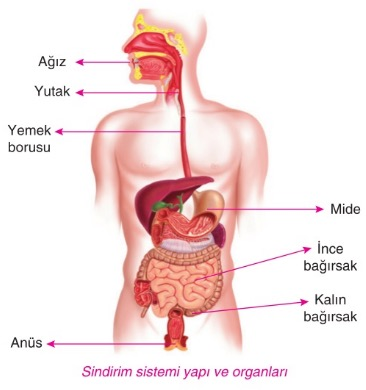 Ağız
Yutak
Yemek
borusu
Mide
İnce
bağırsak
Kalın
bağırsak
Anüs
Sindirim sistemi yapı ve organları